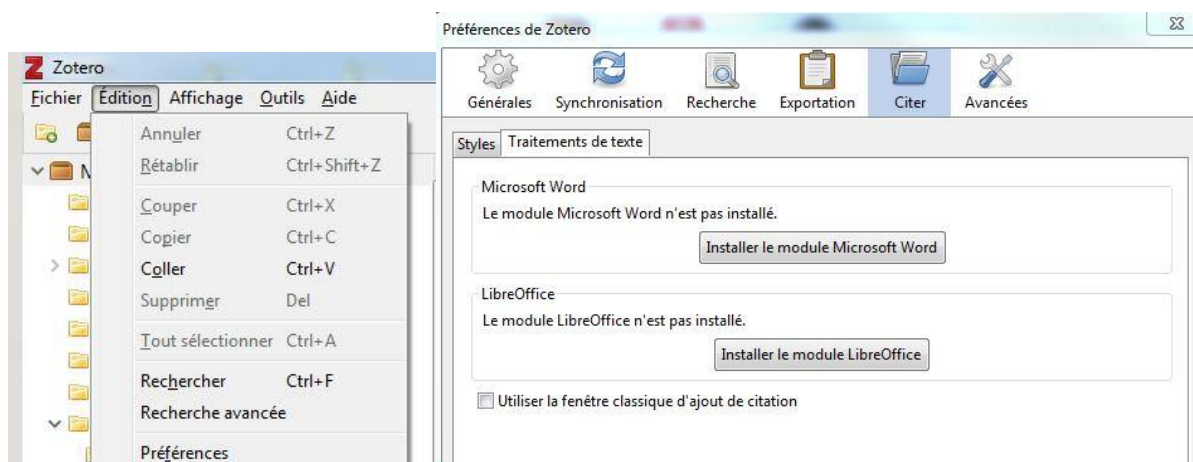 Zotero
Fichier Édition Affichage Outils Aide
Annuler Ctrl+Z
Rétablir Ctrl+Shift+Z
Couper Ctrl+X
Copier Ctrl+C
Coller Ctrl+V
Supprimer Del
Tout sélectionner Ctrl+A
Rechercher Ctrl+F
Recherche avancée
Préférences
Préférences de Zotero
Générales Synchronisation Recherche Exportation Citer Avancées
Styles Traitements de texte
Microsoft Word
Le module Microsoft Word n'est pas installé.
Installer le module Microsoft Word
LibreOffice
Le module LibreOffice n'est pas installé.
Installer le module LibreOffice
Utiliser la fenêtre classique d'ajout de citation